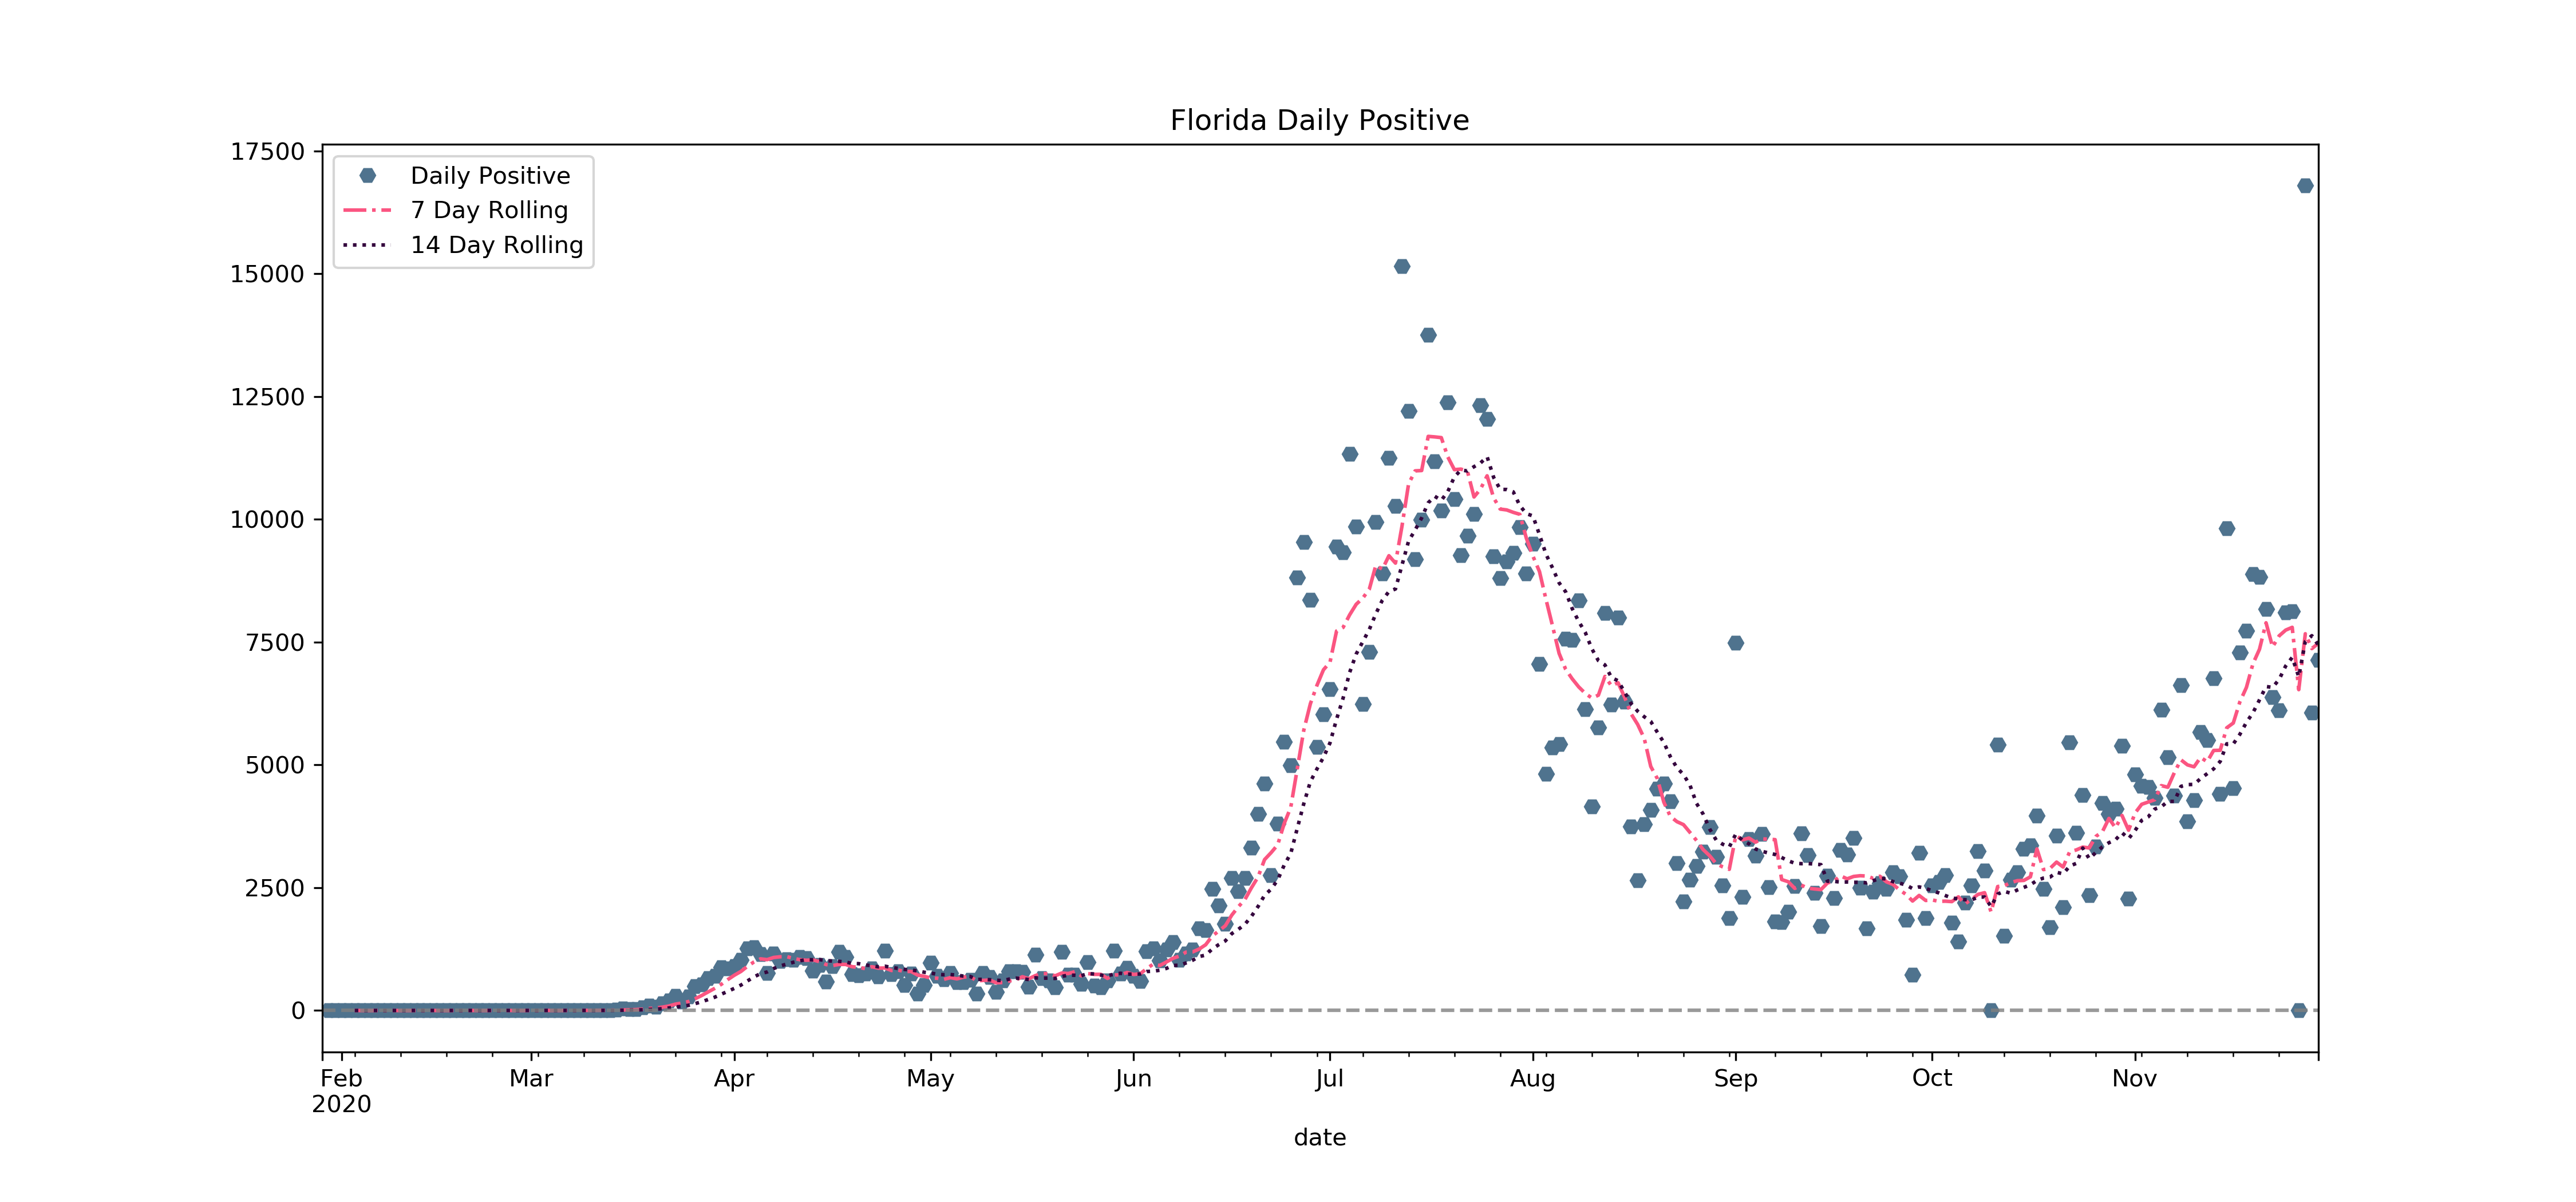 Florida Daily Positive
17500
15000
12500
10000
7500
5000
2500
0
Daily Positive
7 Day Rolling
14 Day Rolling
Feb Mar Apr May Jun Jul Aug Sep Oct Nov
2020
date